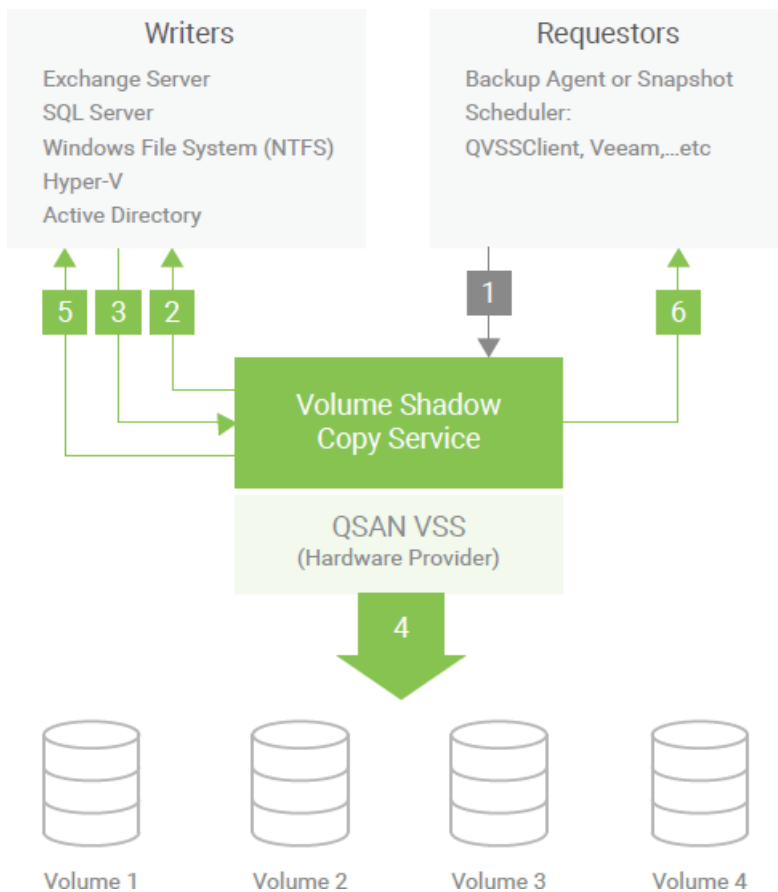 Writers
Exchange Server
SQL Server
Windows File System (NTFS)
Hyper-V
Active Directory
Requestors
Backup Agent or Snapshot
Scheduler:
QVSSClient, Veeam,...etc
5
3
2
1
6
Volume Shadow
Copy Service
QSAN VSS
(Hardware Provider)
4
Volume 1
Volume 2
Volume 3
Volume 4